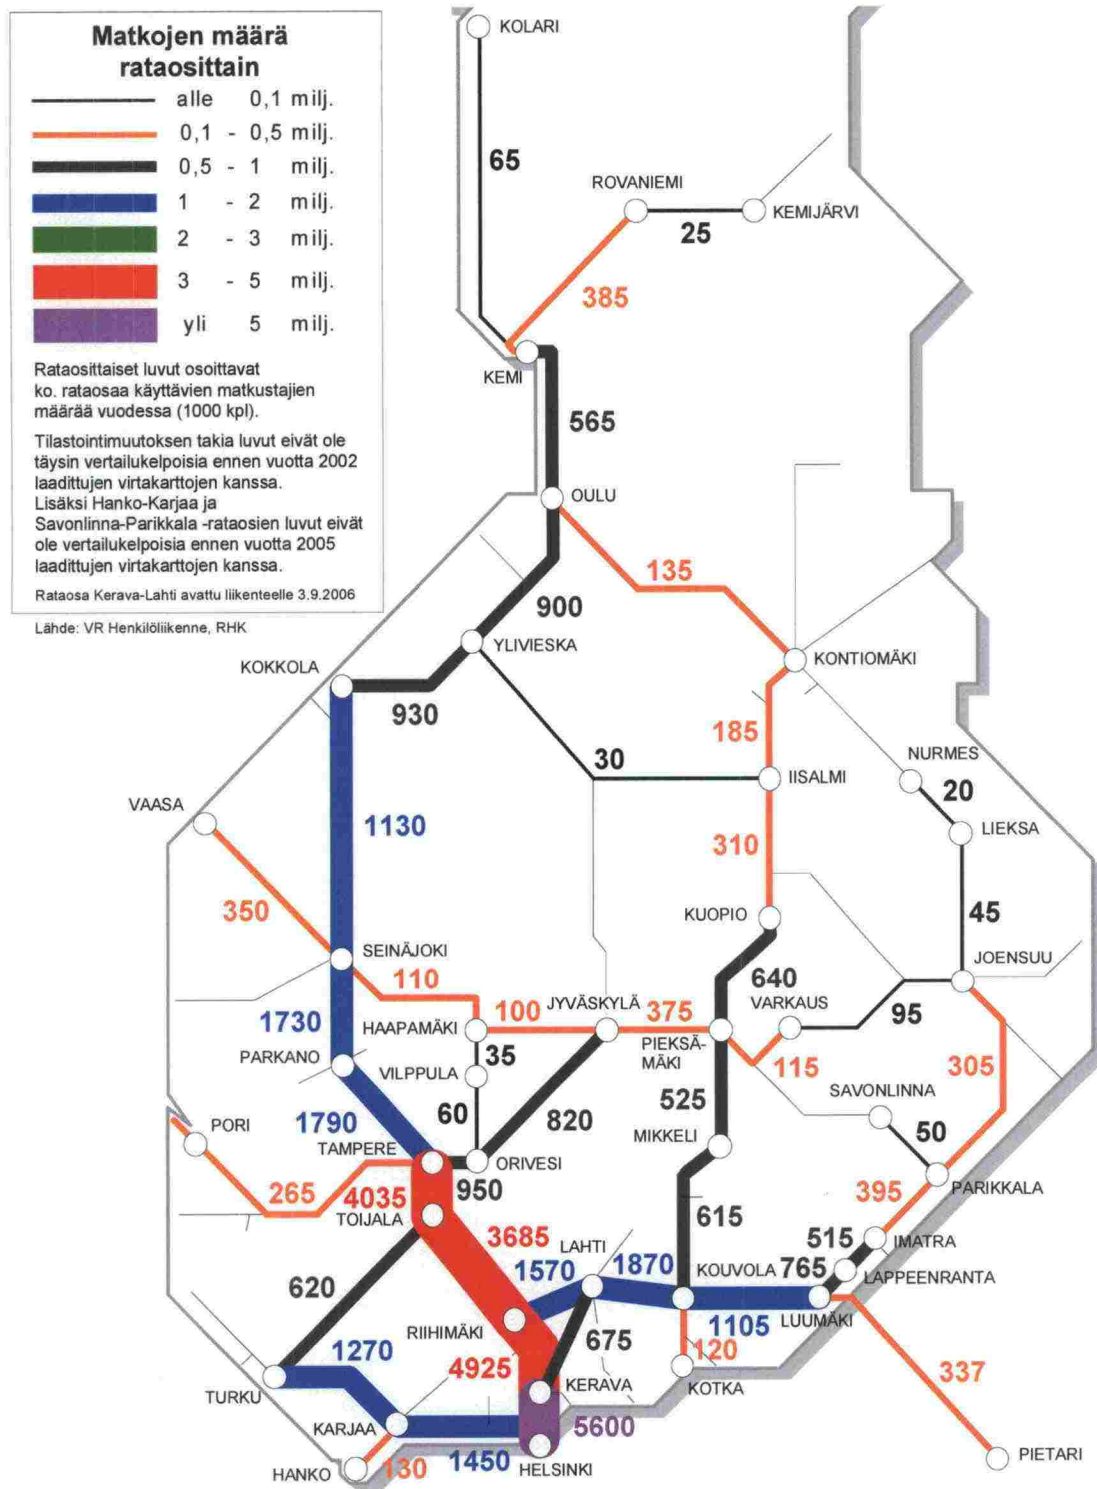 Matkojen määrä
rataosittain
alle 0,1 milj.
0,1 - 0,5 milj.
0,5 - 1 milj.
1 - 2 milj.
2 - 3 milj.
3 - 5 milj.
yli 5 milj.
Rataosittaiset luvut osoittavat
ko. rataosaa käyttävien matkustajien
määrää vuodessa (1000 kpl).
Tilastointimuutoksen takia luvut eivät ole
täysin vertailukelpoisia ennen vuotta 2002
laadittujen virtakarttojen kanssa.
Lisäksi Hanko-Karjaa ja
Savonlinna-Parikkala -rataosien luvut eivät
ole vertailukelpoisia ennen vuotta 2005
laadittujen virtakarttojen kanssa.
Rataosa Kerava-Lahti avattu liikenteelle 3.9.2006
Lähde: VR Henkilöliikenne, RHK
KOLARI
65
ROVANIEMI
KEMIJÄRVI
25
385
KEMI
565
OULU
135
900
YLIVIESKA
KONTIOMÄKI
KOKKOLA
930
185
30
NURMES
IISALMI
20
VAASA
1130
LIEKSA
310
350
KUOPIO
45
SEINÄJOKI
110
640
JOENSUU
JYVÄSKYLÄ
VARKAUS
1730
100
375
95
HAAPAMÄKI
PIEKSÄ-
MÄKI
35
PARKANO
VILPPULA
115
305
SAVONLINNA
1790
60
820
525
PORI
50
MIKKELI
TAMPERE
ORIVESI
950
PARIKKALA
265
4035
395
TOIJALA
615
3685
515
IMATRA
LAHTI
1570
1870
765
LAPPEENRANTA
620
KOUVOLA
LUUMÄKI
RIIHIMÄKI
1105
675
1270
120
4925
337
TURKU
KERAVA
KOTKA
KARJAA
5600
1450
PIETARI
HANKO
130
HELSINKI